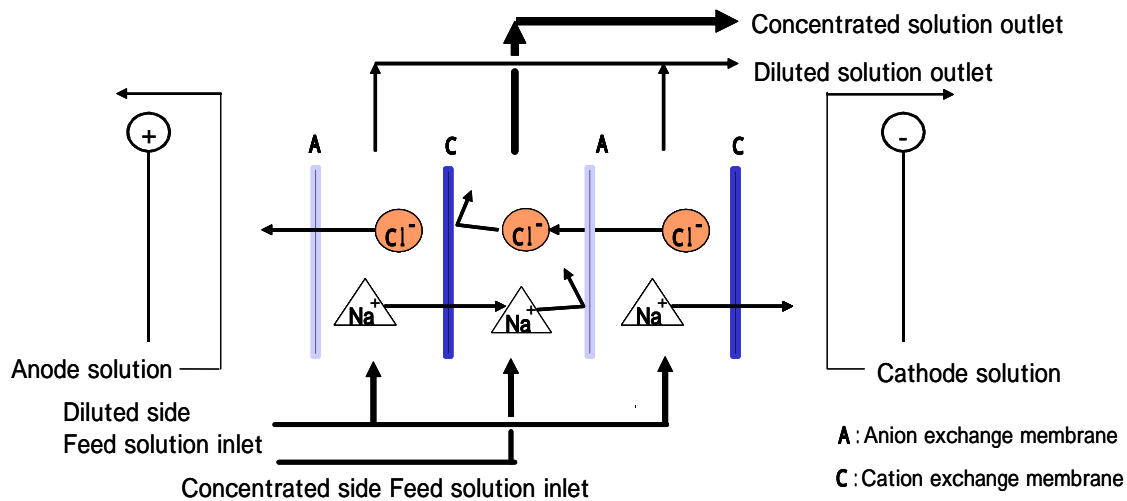 Concentrated solution outlet
Diluted solution outlet
+
-
A
C
A
C
Cl-
Cl-
Cl-
Na+
Na+
Na+
Anode solution
Cathode solution
Diluted side
Feed solution inlet
A:Anion exchange membrane
C:Cation exchange membrane
Concentrated side Feed solution inlet